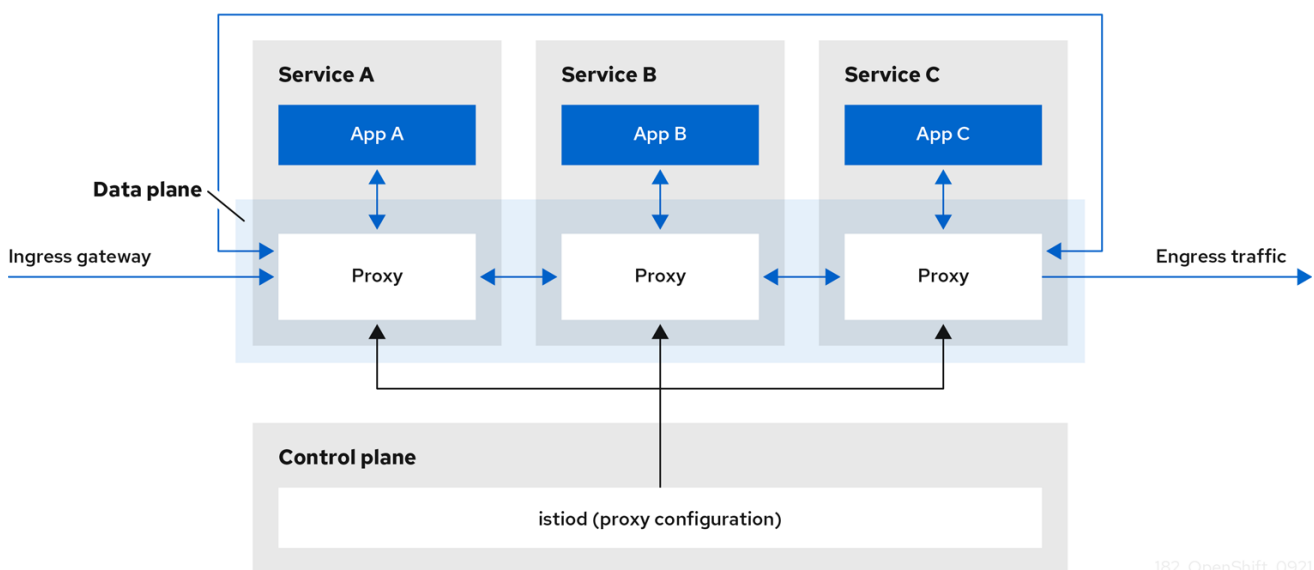 Service A
Service B
Service C
App A
App B
App C
Data plane
Ingress gateway
Proxy
Proxy
Proxy
Engress traffic
Control plane
istiod (proxy configuration)
182_OpenShift_0921